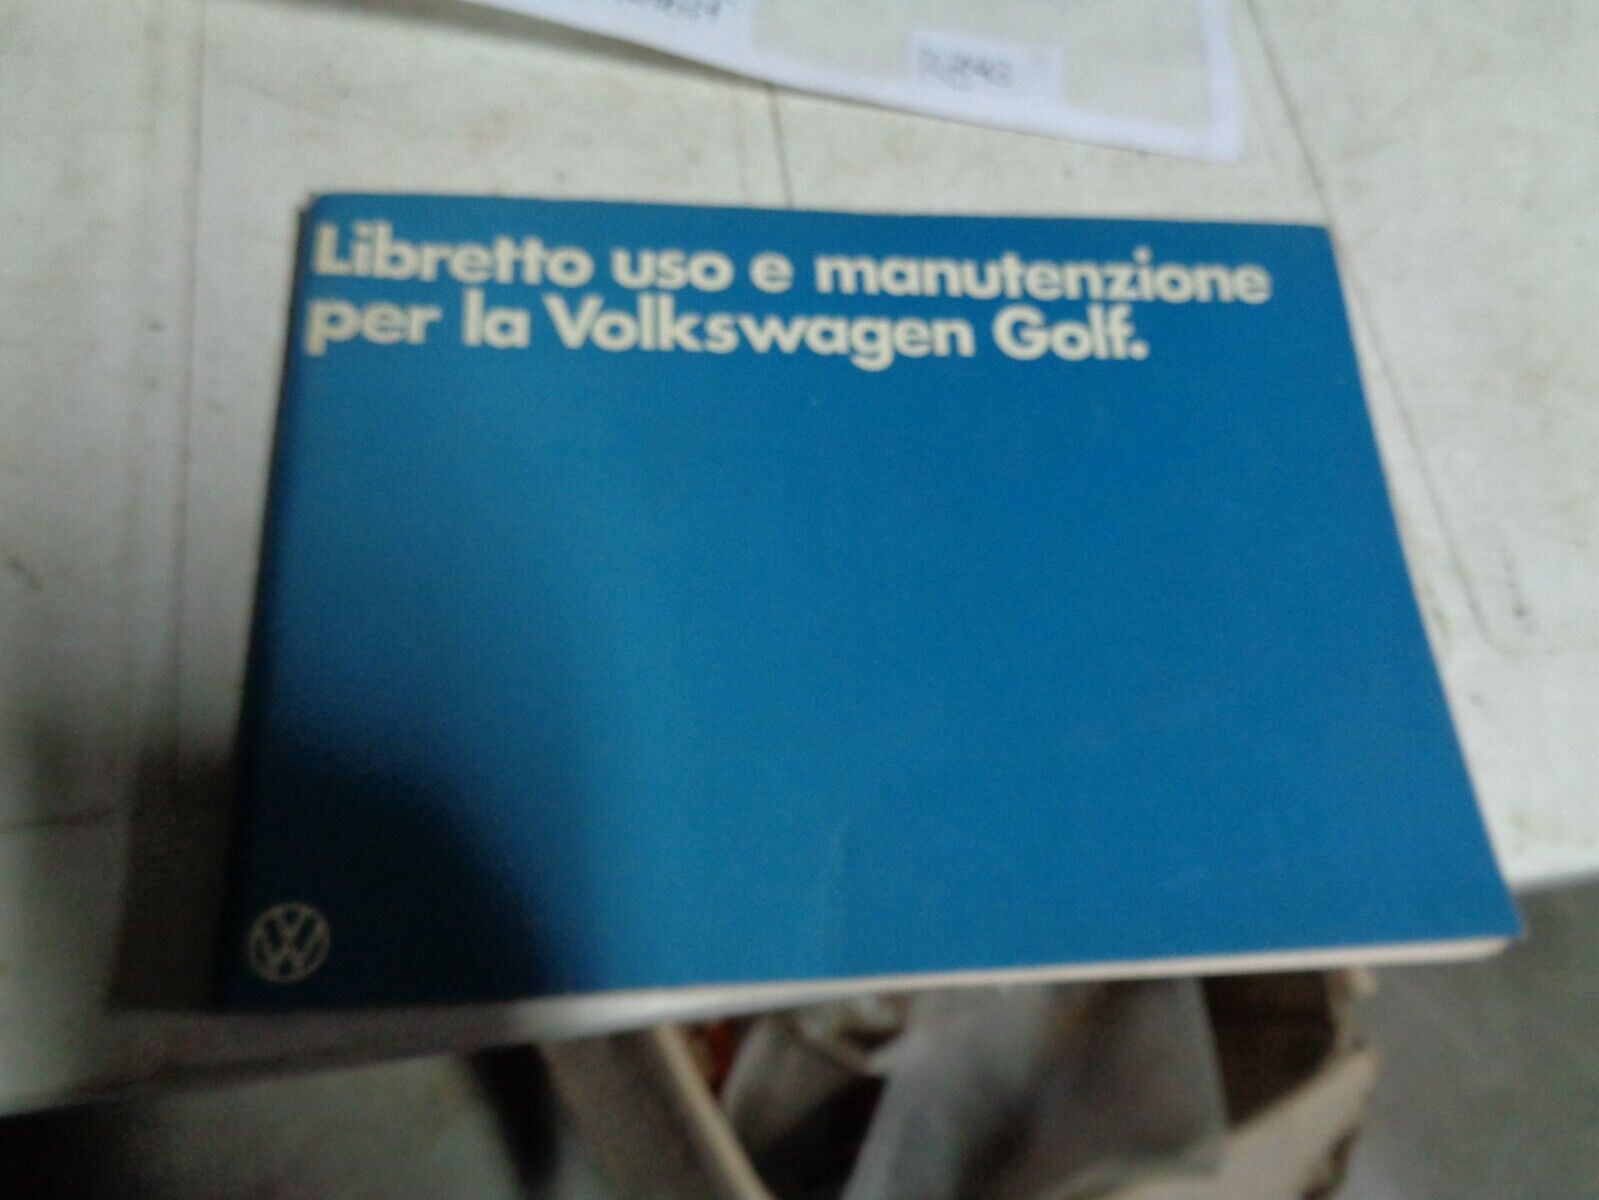 Libretto uso e manutenzione
per la Volkswagen Golf.